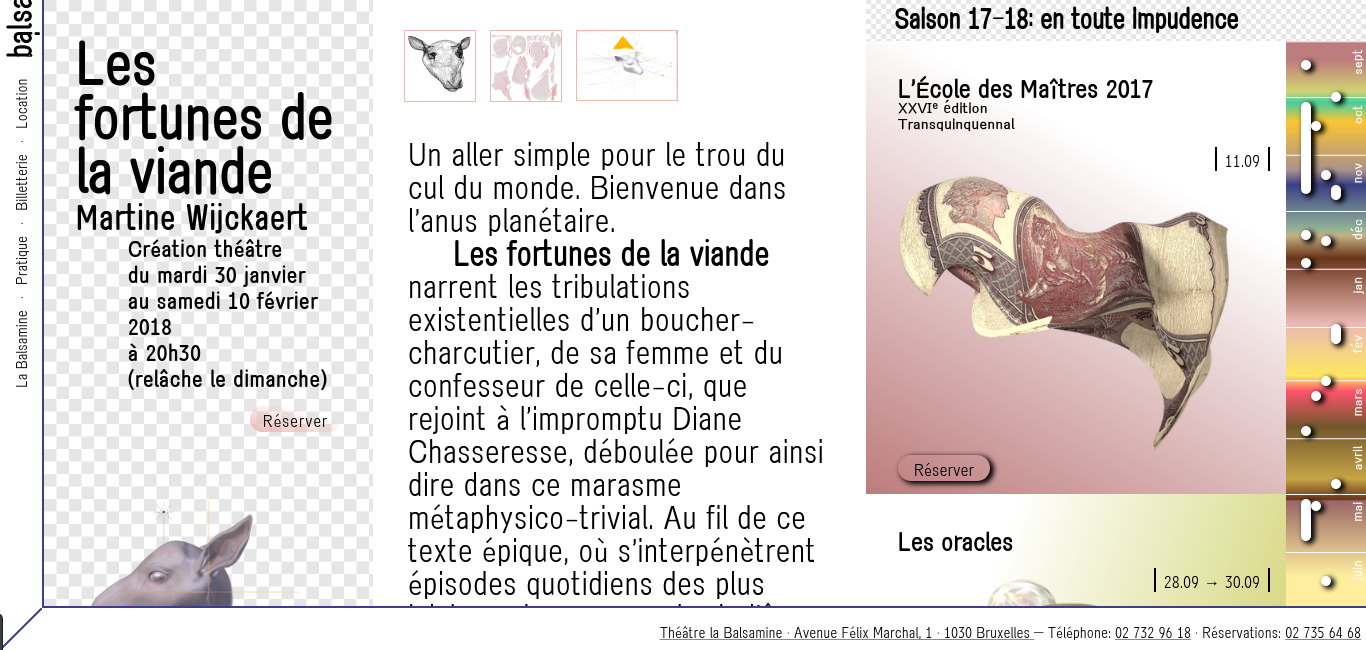 balsa
La Balsamine · Pratique · Billetterie · Location
Les
fortunes de
la viande
Martine Wijckaert
Création théâtre
du mardi 30 janvier
au samedi 10 février
2018
à 20h30
(relâche le dimanche)
Réserver
Un aller simple pour le trou du
cul du monde. Bienvenue dans
l'anus planétaire.
Les fortunes de la viande
narrent les tribulations
existentielles d'un boucher-
charcutier, de sa femme et du
confesseur de celle-ci, que
rejoint à l'impromptu Diane
Chasseresse, déboulée pour ainsi
dire dans ce marasme
métaphysico-trivial. Au fil de ce
texte épique, où s'interpénètrent
épisodes quotidiens des plus
Saison 17-18: en toute Impudence
L'École des Maîtres 2017
XXVIᵉ édition
Transquinquennal
11.09
Réserver
Les oracles
28.09 → 30.09
sept
oct
nov
déc
jan
fév
mars
avril
mai
juin
Théâtre la Balsamine · Avenue Félix Marchal, 1 · 1030 Bruxelles — Téléphone: 02 732 96 18 · Réservations: 02 735 64 68